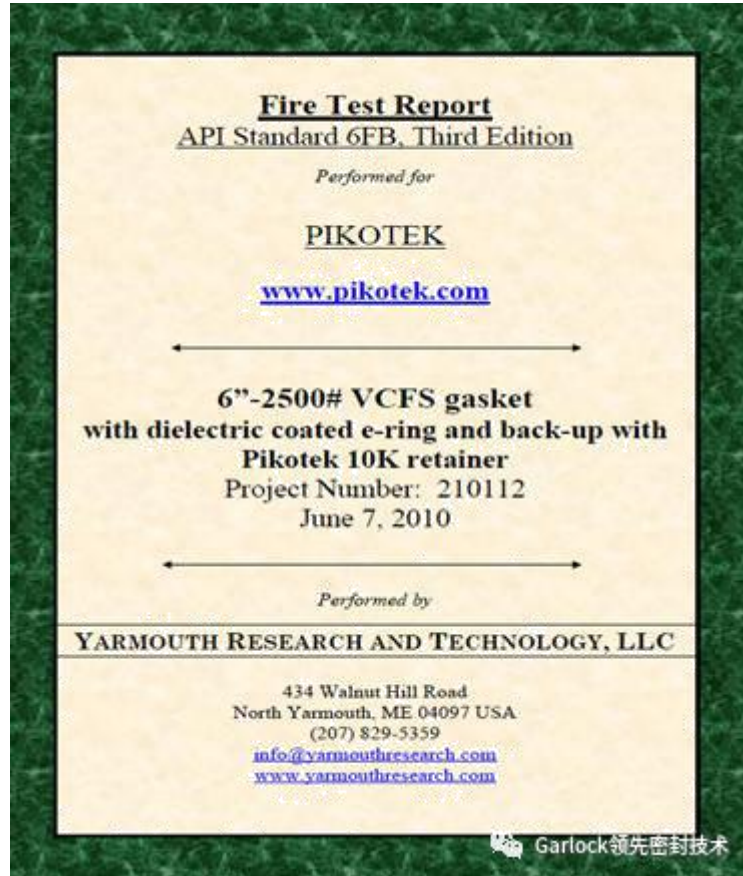 Fire Test Report
API Standard 6FB, Third Edition
Performed for
PIKOTEK
www.pikotek.com
6”-2500# VCFS gasket
with dielectric coated e-ring and back-up with
Pikotek 10K retainer
Project Number: 210112
June 7, 2010
Performed by
YARMOUTH RESEARCH AND TECHNOLOGY, LLC
434 Walnut Hill Road
North Yarmouth, ME 04097 USA
(207) 829-5359
info@yarmouthresearch.com
www.yarmouthresearch.com
Garlock领先密封技术